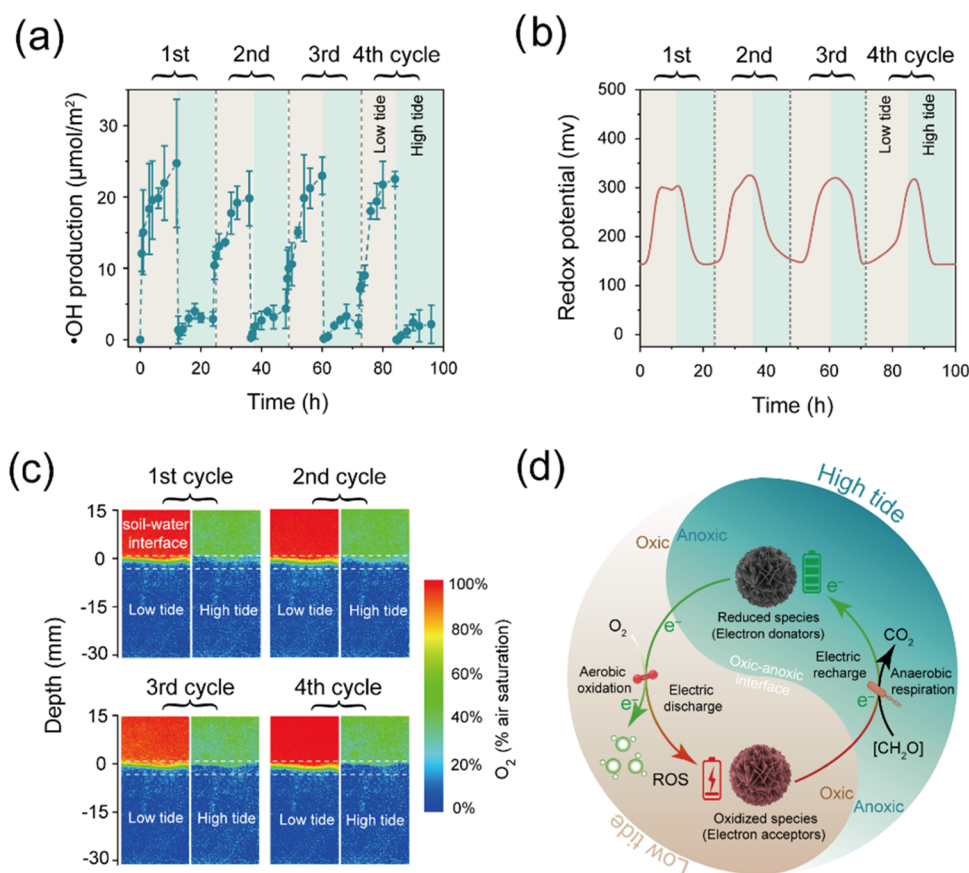 (a)
1st
2nd
3rd
4th cycle
•OH production (μmol/m²)
30
20
10
0
Low tide
High tide
0
20
40
60
80
100
Time (h)
(b)
1st
2nd
3rd
4th cycle
Redox potential (mv)
500
400
300
200
100
0
Low tide
High tide
0
20
40
60
80
100
Time (h)
(c)
1st cycle
2nd cycle
Depth (mm)
15
0
-15
-30
soil-water
interface
Low tide
High tide
Low tide
High tide
3rd cycle
4th cycle
15
0
-15
-30
Low tide
High tide
Low tide
High tide
100%
80%
60%
40%
20%
0%
O₂ (% air saturation)
(d)
High tide
Oxic
Anoxic
e⁻
Reduced species
(Electron donators)
e⁻
O₂
CO₂
Aerobic
oxidation
Oxic-anoxic
interface
Electric
recharge
Anaerobic
respiration
e⁻
Electric
discharge
e⁻
[CH₂O]
ROS
Oxidized species
(Electron acceptors)
Oxic
Anoxic
Low tide